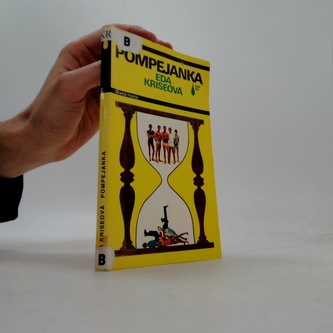 B
POMPEJANKA
EDA
KRISEOVÁ
KRISEOVÁ POMPEJANKA
B